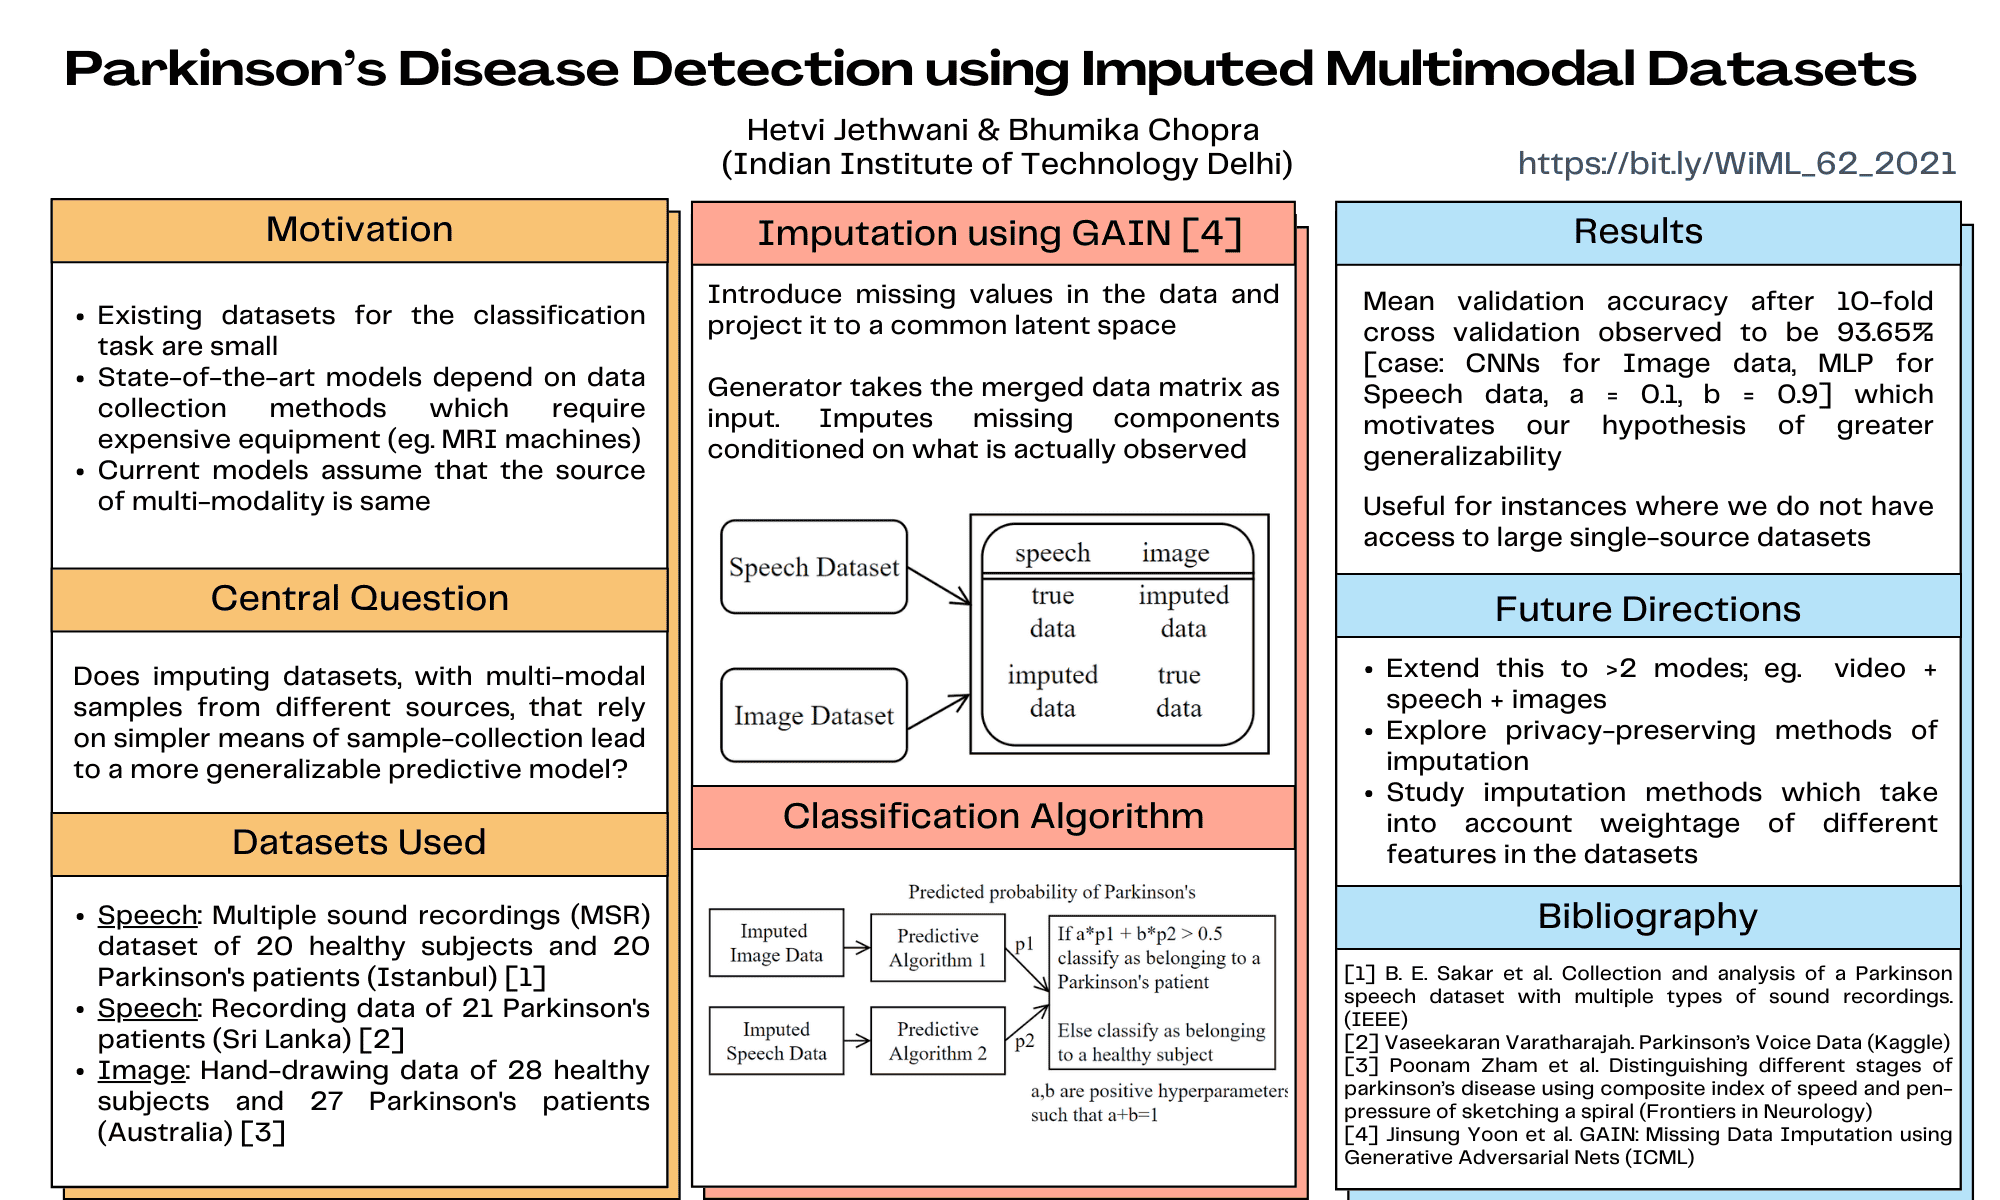 Parkinson's Disease Detection using Imputed Multimodal Datasets
Hetvi Jethwani & Bhumika Chopra
(Indian Institute of Technology Delhi)
https://bit.ly/WiML_62_2021
Motivation
• Existing datasets for the classification
task are small
• State-of-the-art models depend on data
collection methods which require
expensive equipment (eg. MRI machines)
• Current models assume that the source
of multi-modality is same
Central Question
Does imputing datasets, with multi-modal
samples from different sources, that rely
on simpler means of sample-collection lead
to a more generalizable predictive model?
Datasets Used
• Speech: Multiple sound recordings (MSR)
dataset of 20 healthy subjects and 20
Parkinson's patients (Istanbul) [1]
• Speech: Recording data of 21 Parkinson's
patients (Sri Lanka) [2]
• Image: Hand-drawing data of 28 healthy
subjects and 27 Parkinson's patients
(Australia) [3]
Imputation using GAIN [4]
Introduce missing values in the data and
project it to a common latent space
Generator takes the merged data matrix as
input. Imputes missing components
conditioned on what is actually observed
Speech Dataset
Image Dataset
speech image
true imputed
data data
imputed true
data data
Classification Algorithm
Predicted probability of Parkinson's
Imputed
Image Data
Predictive
Algorithm 1
p1
Imputed
Speech Data
Predictive
Algorithm 2
p2
If a*p1 + b*p2 > 0.5
classify as belonging to a
Parkinson's patient
Else classify as belonging
to a healthy subject
a,b are positive hyperparameters
such that a+b=1
Results
Mean validation accuracy after 10-fold
cross validation observed to be 93.65%
[case: CNNs for Image data, MLP for
Speech data, a = 0.1, b = 0.9] which
motivates our hypothesis of greater
generalizability
Useful for instances where we do not have
access to large single-source datasets
Future Directions
• Extend this to >2 modes; eg. video +
speech + images
• Explore privacy-preserving methods of
imputation
• Study imputation methods which take
into account weightage of different
features in the datasets
Bibliography
[1] B. E. Sakar et al. Collection and analysis of a Parkinson
speech dataset with multiple types of sound recordings.
(IEEE)
[2] Vaseekaran Varatharajah. Parkinson's Voice Data (Kaggle)
[3] Poonam Zham et al. Distinguishing different stages of
parkinson's disease using composite index of speed and pen-
pressure of sketching a spiral (Frontiers in Neurology)
[4] Jinsung Yoon et al. GAIN: Missing Data Imputation using
Generative Adversarial Nets (ICML)